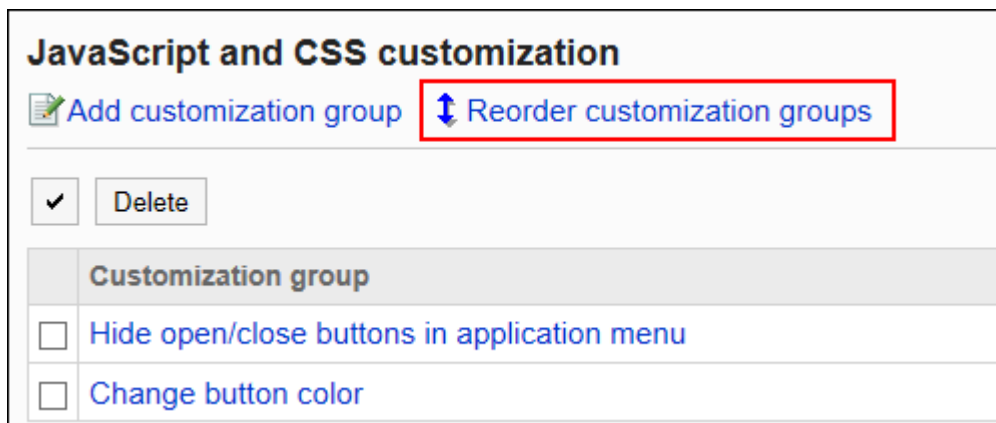 JavaScript and CSS customization
Add customization group Reorder customization groups
Delete
Customization group
Hide open/close buttons in application menu
Change button color